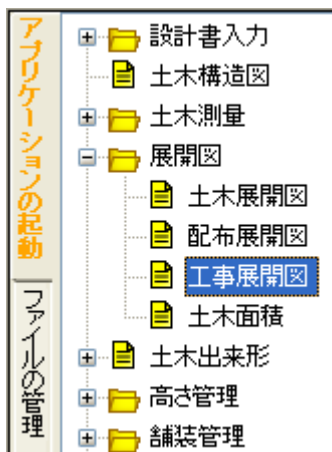 アプリケーションの起動
ファイルの管理
設計書入力
土木構造図
土木測量
展開図
土木展開図
配布展開図
工事展開図
土木面積
土木出来形
高さ管理
舗装管理